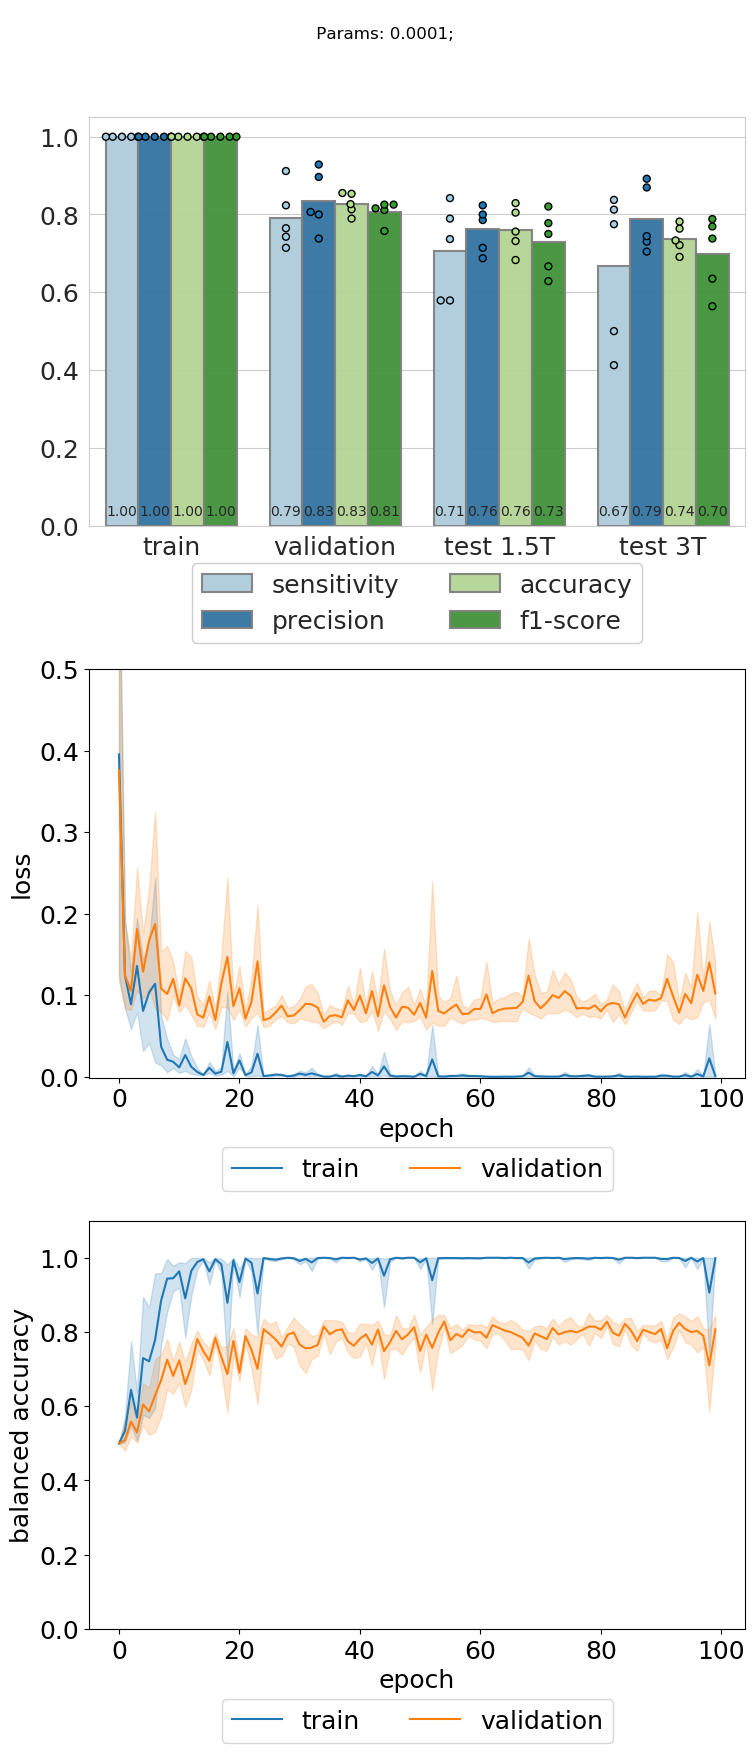 Params: 0.0001;
1.0
0.8
0.6
0.4
0.2
0.0
1.00 1.00 1.00 1.00 0.79 0.83 0.83 0.81 0.71 0.76 0.76 0.73 0.67 0.79 0.74 0.70
train validation test 1.5T test 3T
sensitivity accuracy
precision f1-score
0.5
0.4
0.3
0.2
0.1
0.0
loss
0 20 40 60 80 100
epoch
train validation
1.0
0.8
0.6
0.4
0.2
0.0
balanced accuracy
0 20 40 60 80 100
epoch
train validation